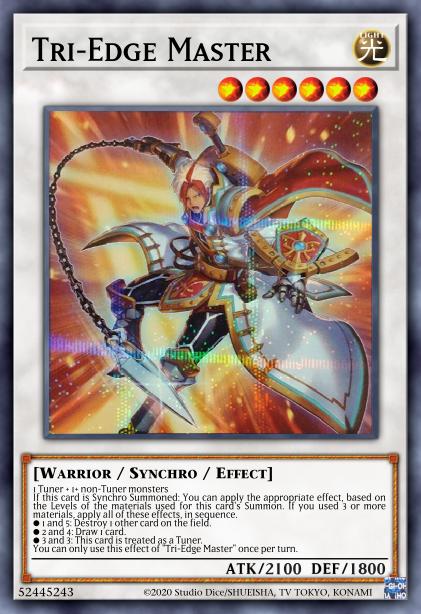 TRI-EDGE MASTER
LIGHT
光
[WARRIOR / SYNCHRO / EFFECT]
1 Tuner + 1+ non-Tuner monsters
If this card is Synchro Summoned: You can apply the appropriate effect, based on
the Levels of the materials used for this card's Summon. If you used 3 or more
materials, apply all of these effects, in sequence.
● 1 and 5: Destroy 1 other card on the field.
● 2 and 4: Draw 1 card.
● 3 and 3: This card is treated as a Tuner.
You can only use this effect of "Tri-Edge Master" once per turn.
ATK/2100 DEF/1800
52445243 ©2020 Studio Dice/SHUEISHA, TV TOKYO, KONAMI